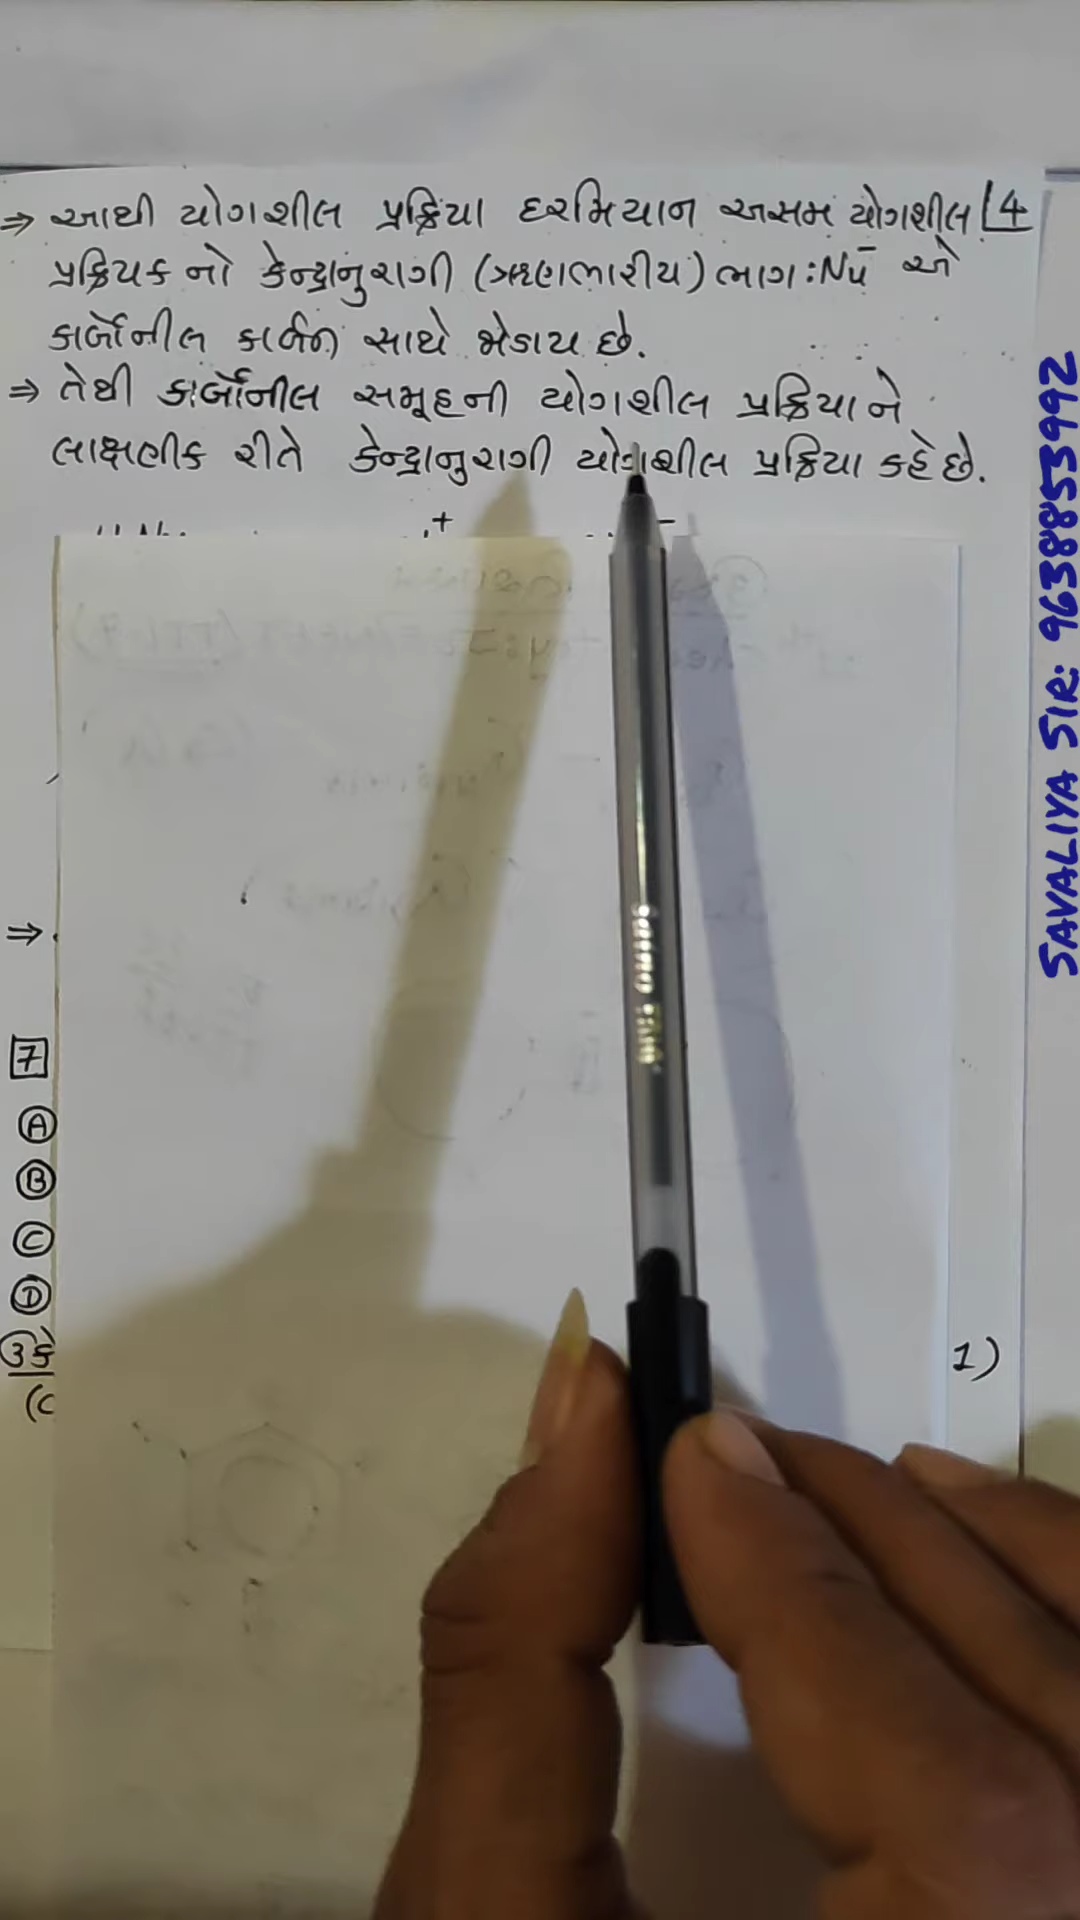 ⇒ આથી યોગશીલ પ્રક્રિયા દરમિયાન અસમ યોગશીલ 4
પ્રક્રિયક નો કેન્દ્રાનુરાગી (ઋણભારીય) ભાગ :Nu⁻ એ
કાર્બોનીલ કાર્બન સાથે જોડાય છે.
⇒ તેથી કાર્બોનીલ સમૂહની યોગશીલ પ્રક્રિયાને
લાક્ષણીક રીતે કેન્દ્રાનુરાગી યોગશીલ પ્રક્રિયા કહે છે.
+ −
⇒
7
A
B
C
D
35 1)
(C
SAVALIYA SIR: 9638853992